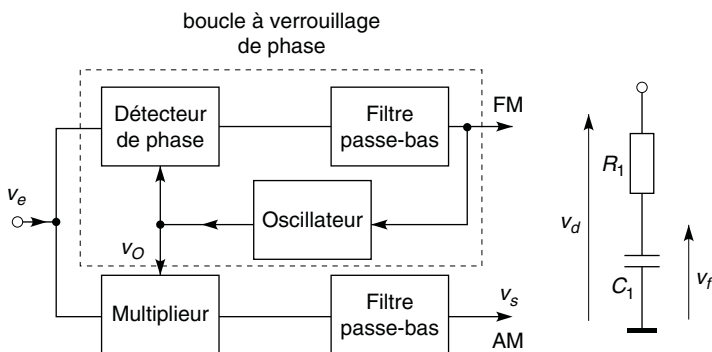 boucle à verrouillage
de phase
Détecteur
de phase
Filtre
passe-bas
FM
v_e
Oscillateur
v_O
Multiplieur
Filtre
passe-bas
v_s
AM
R_1
v_d
C_1
v_f